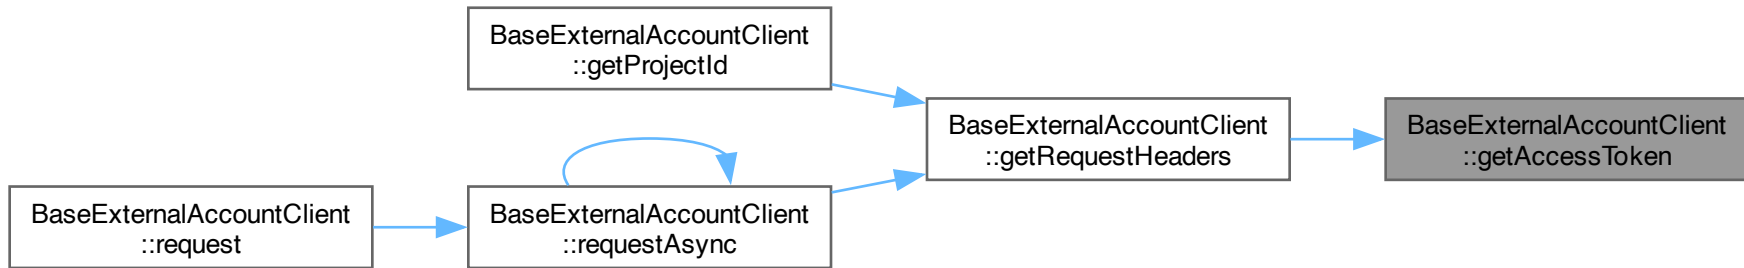 BaseExternalAccountClient
::getProjectId
BaseExternalAccountClient
::getRequestHeaders
BaseExternalAccountClient
::getAccessToken
BaseExternalAccountClient
::request
BaseExternalAccountClient
::requestAsync